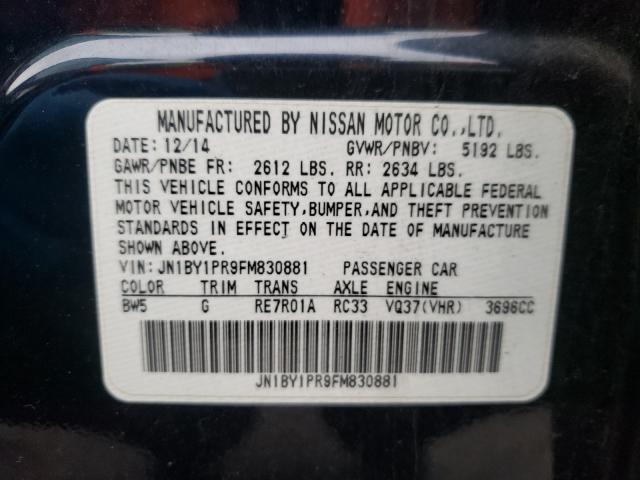 MANUFACTURED BY NISSAN MOTOR CO.,LTD.
DATE: 12/14 GVWR/PNBV: 5192 LBS.
GAWR/PNBE FR: 2612 LBS. RR: 2634 LBS.
THIS VEHICLE CONFORMS TO ALL APPLICABLE FEDERAL
MOTOR VEHICLE SAFETY,BUMPER,AND THEFT PREVENTION
STANDARDS IN EFFECT ON THE DATE OF MANUFACTURE
SHOWN ABOVE.
VIN:JN1BY1PR9FM830881 PASSENGER CAR
COLOR TRIM TRANS AXLE ENGINE
BW5 G RE7R01A RC33 VQ37(VHR) 3696CC
JN1BY1PR9FM830881